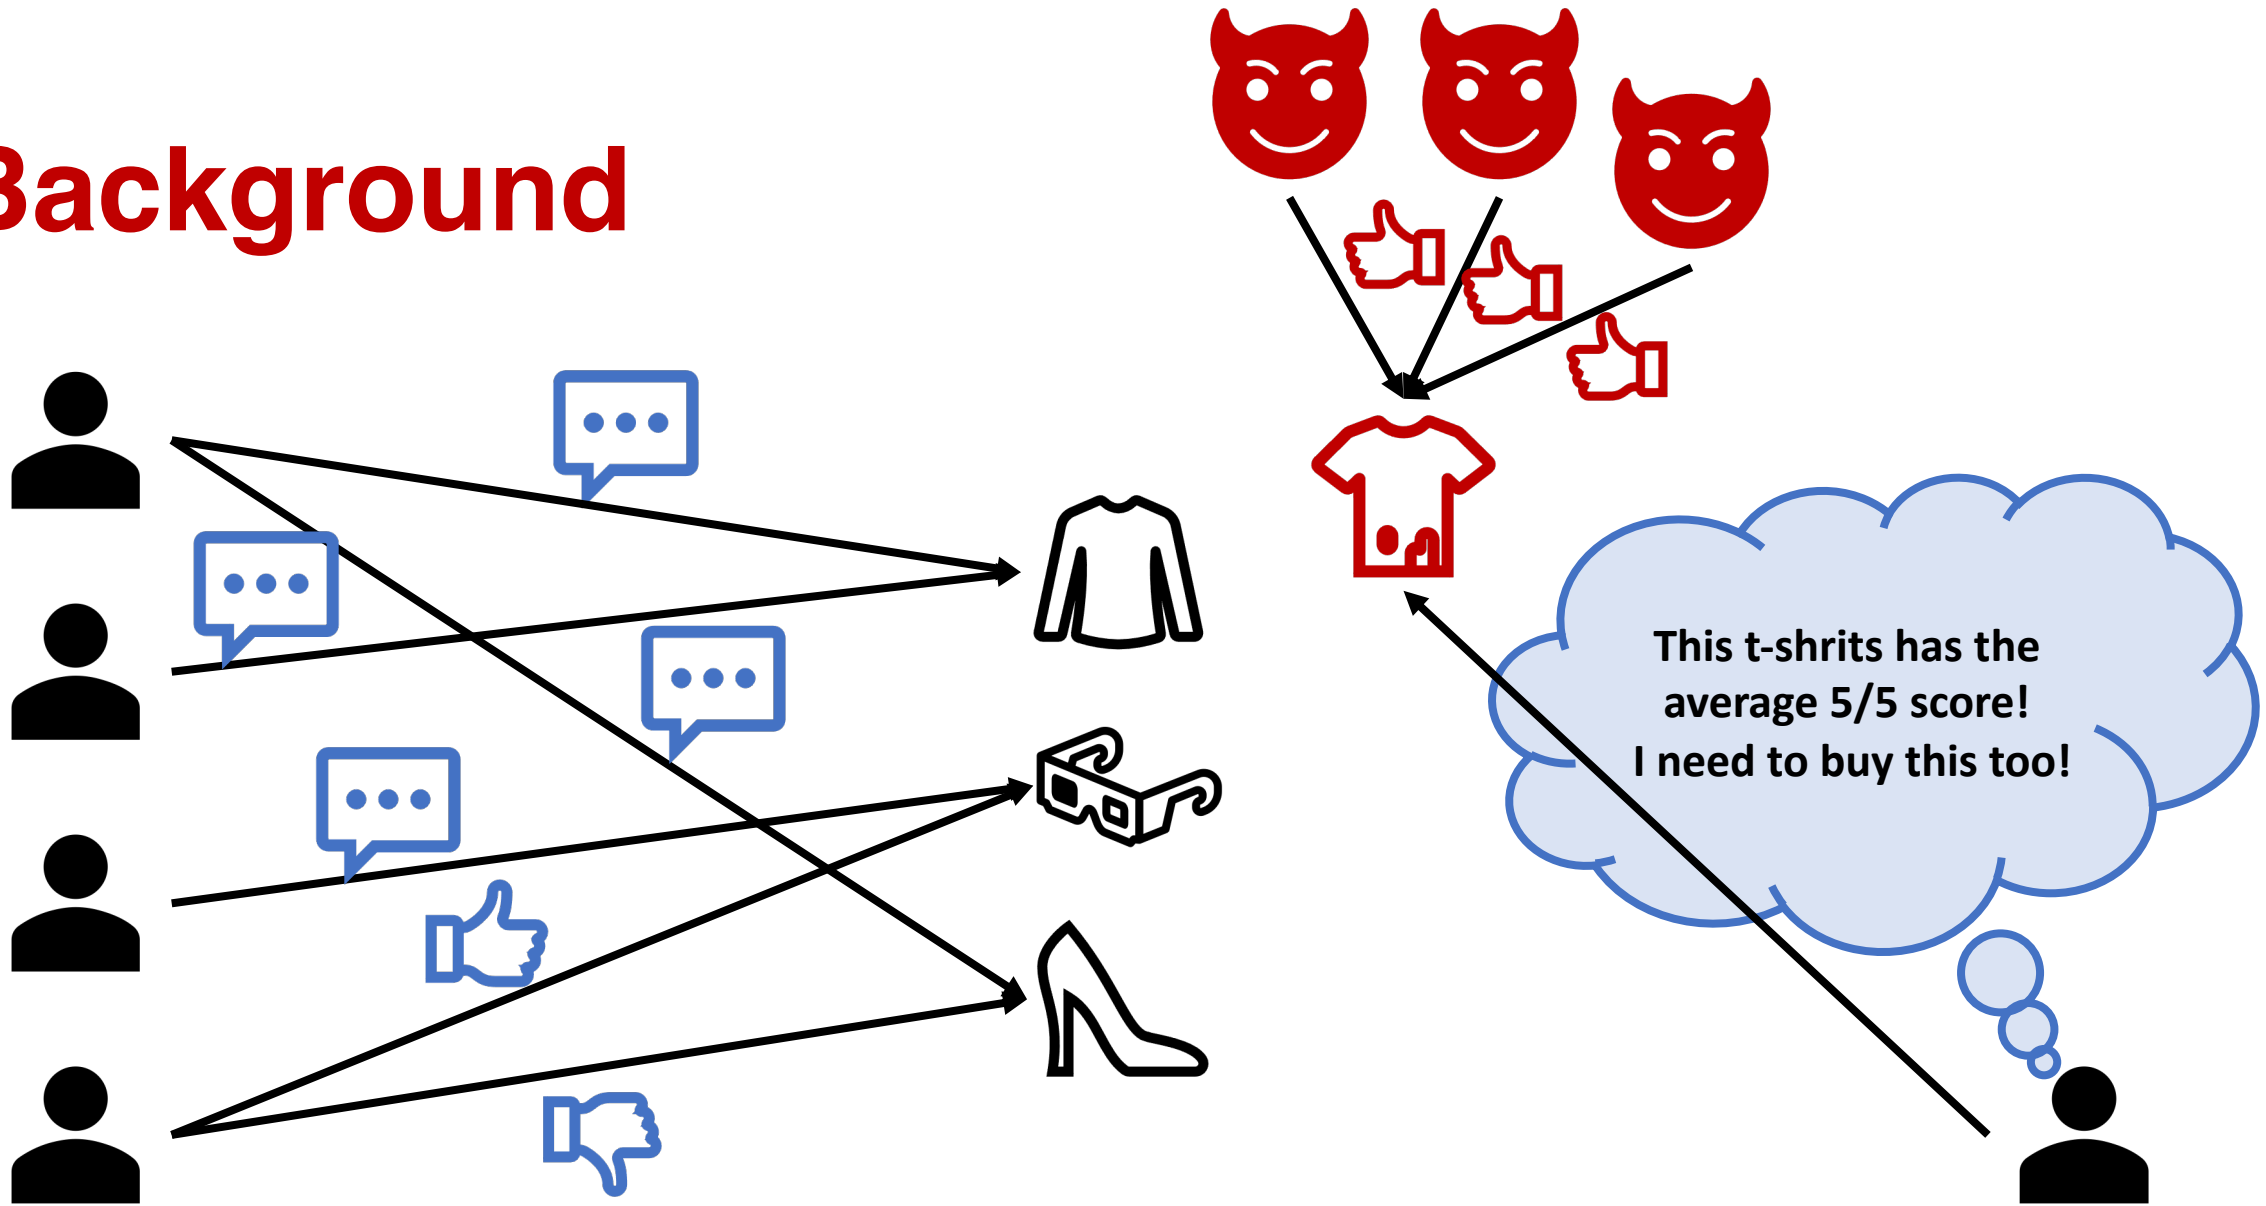 Background
This t-shrits has the
average 5/5 score!
I need to buy this too!